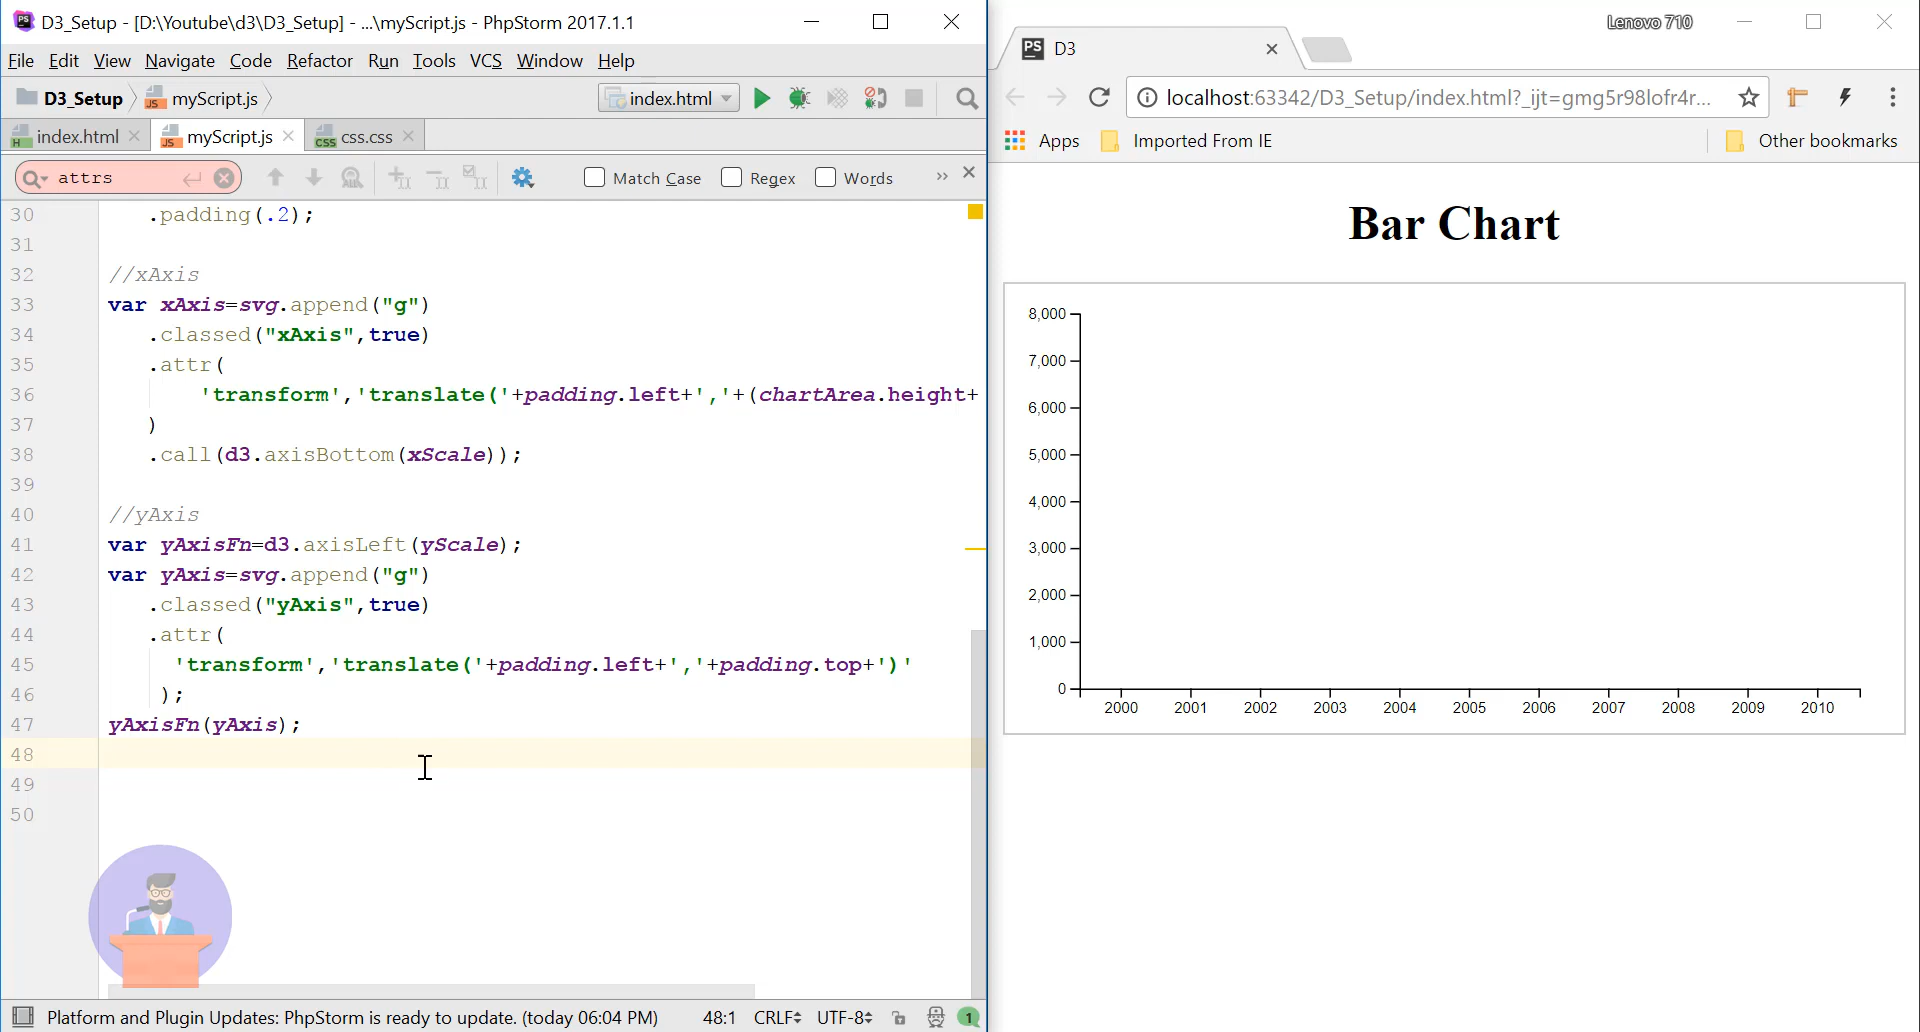 D3_Setup - [D:\Youtube\d3\D3_Setup] - ...\myScript.js - PhpStorm 2017.1.1
File Edit View Navigate Code Refactor Run Tools VCS Window Help
D3_Setup myScript.js index.html
index.html myScript.js css.css
attrs Match Case Regex Words »
30 .padding(.2);
31
32 //xAxis
33 var xAxis=svg.append("g")
34 .classed("xAxis",true)
35 .attr(
36 'transform','translate('+padding.left+','+(chartArea.height+
37 )
38 .call(d3.axisBottom(xScale));
39
40 //yAxis
41 var yAxisFn=d3.axisLeft(yScale);
42 var yAxis=svg.append("g")
43 .classed("yAxis",true)
44 .attr(
45 'transform','translate('+padding.left+','+padding.top+')'
46 );
47 yAxisFn(yAxis);
48
49
50
Platform and Plugin Updates: PhpStorm is ready to update. (today 06:04 PM) 48:1 CRLF UTF-8 1
Lenovo 710
D3
localhost:63342/D3_Setup/index.html?_ijt=gmg5r98lofr4r...
Apps Imported From IE Other bookmarks
Bar Chart
8,000
7,000
6,000
5,000
4,000
3,000
2,000
1,000
0
2000 2001 2002 2003 2004 2005 2006 2007 2008 2009 2010